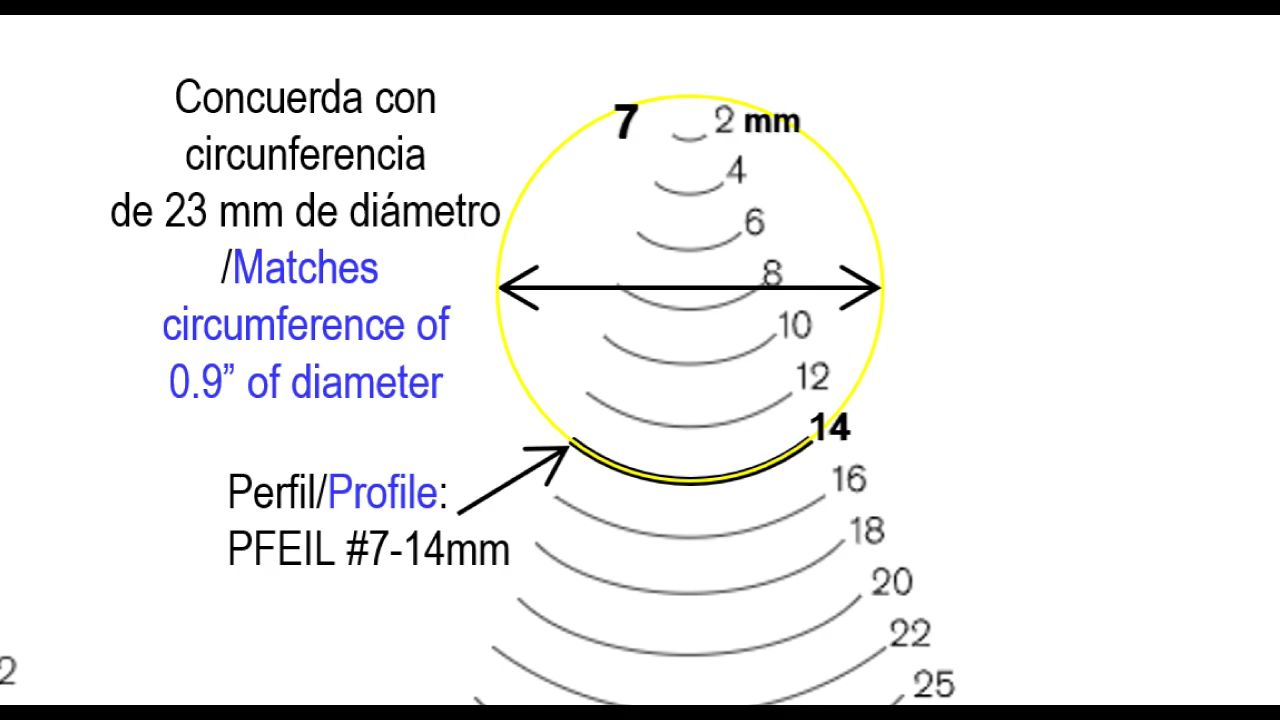 Concuerda con
circunferencia
de 23 mm de diámetro
/Matches
circumference of
0.9” of diameter
Perfil/Profile:
PFEIL #7-14mm
7
2 mm
4
6
8
10
12
14
16
18
20
22
25
2